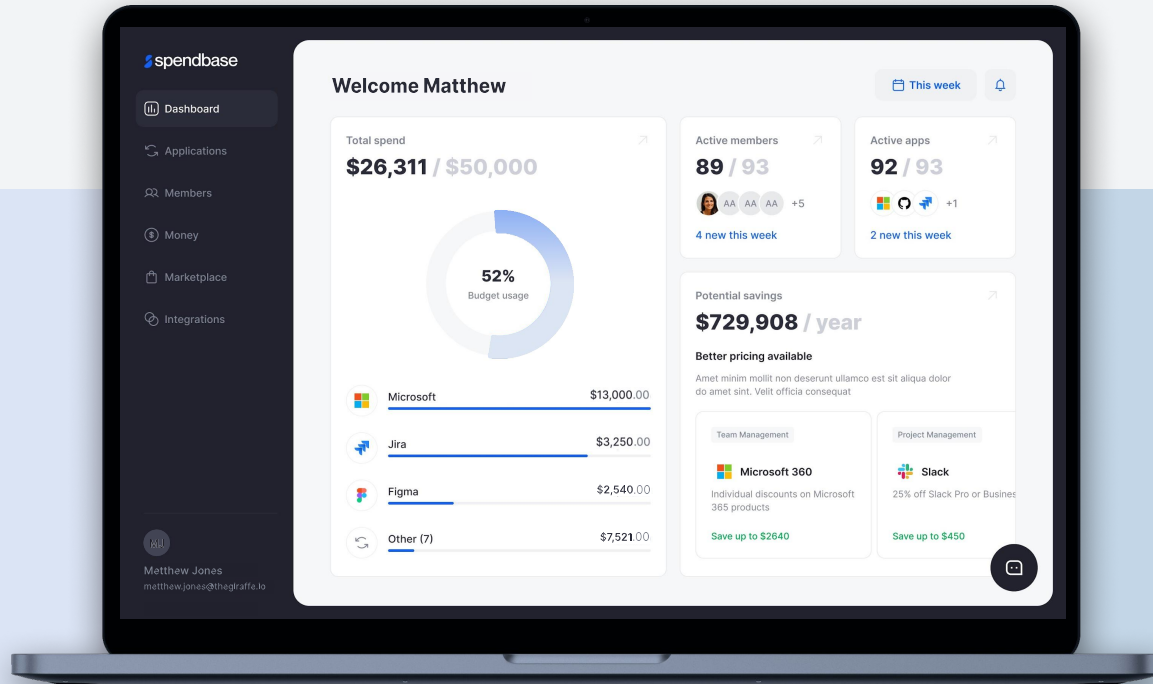 spendbase
Dashboard
Applications
Members
Money
Marketplace
Integrations
Metthew Jones
metthew.jones@thegiraffe.io
Welcome Matthew
This week
Total spend
$26,311 / $50,000
52%
Budget usage
Microsoft $13,000.00
Jira $3,250.00
Figma $2,540.00
Other (7) $7,521.00
Active members
89 / 93
AA AA AA +5
4 new this week
Active apps
92 / 93
+1
2 new this week
Potential savings
$729,908 / year
Better pricing available
Amet minim mollit non deserunt ullamco est sit aliqua dolor
do amet sint. Velit officia consequat
Team Management
Microsoft 360
Individual discounts on Microsoft
365 products
Save up to $2640
Project Management
Slack
25% off Slack Pro or Busines
Save up to $450